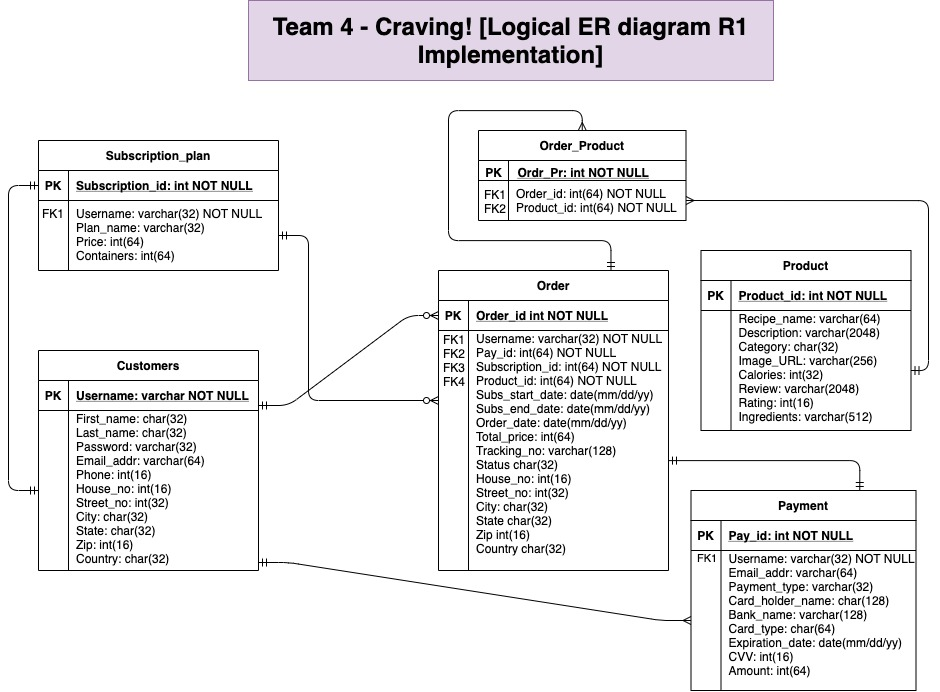 Team 4 - Craving! [Logical ER diagram R1
Implementation]
Subscription_plan
PK Subscription_id: int NOT NULL
FK1 Username: varchar(32) NOT NULL
Plan_name: varchar(32)
Price: int(64)
Containers: int(64)
Order_Product
PK Ordr_Pr: int NOT NULL
FK1 Order_id: int(64) NOT NULL
FK2 Product_id: int(64) NOT NULL
Product
PK Product_id: int NOT NULL
Recipe_name: varchar(64)
Description: varchar(2048)
Category: char(32)
Image_URL: varchar(256)
Calories: int(32)
Review: varchar(2048)
Rating: int(16)
Ingredients: varchar(512)
Order
PK Order_id int NOT NULL
FK1 Username: varchar(32) NOT NULL
FK2 Pay_id: int(64) NOT NULL
FK3 Subscription_id: int(64) NOT NULL
FK4 Product_id: int(64) NOT NULL
Subs_start_date: date(mm/dd/yy)
Subs_end_date: date(mm/dd/yy)
Order_date: date(mm/dd/yy)
Total_price: int(64)
Tracking_no: varchar(128)
Status char(32)
House_no: int(16)
Street_no: int(32)
City: char(32)
State char(32)
Zip int(16)
Country char(32)
Customers
PK Username: varchar NOT NULL
First_name: char(32)
Last_name: char(32)
Password: varchar(32)
Email_addr: varchar(64)
Phone: int(16)
House_no: int(16)
Street_no: int(32)
City: char(32)
State: char(32)
Zip: int(16)
Country: char(32)
Payment
PK Pay_id: int NOT NULL
FK1 Username: varchar(32) NOT NULL
Email_addr: varchar(64)
Payment_type: varchar(32)
Card_holder_name: char(128)
Bank_name: varchar(128)
Card_type: char(64)
Expiration_date: date(mm/dd/yy)
CVV: int(16)
Amount: int(64)